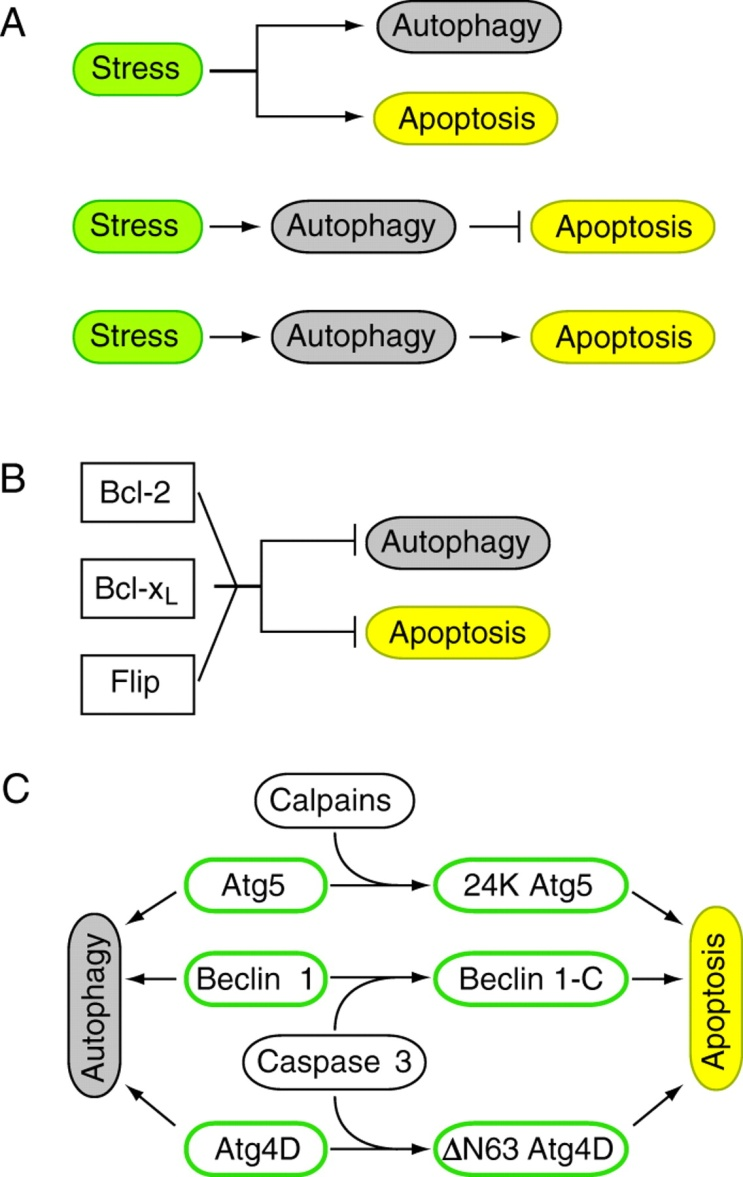 A
Stress
Autophagy
Apoptosis
Stress
Autophagy
Apoptosis
Stress
Autophagy
Apoptosis
B
Bcl-2
Bcl-xL
Flip
Autophagy
Apoptosis
C
Calpains
Atg5
24K Atg5
Autophagy
Beclin 1
Beclin 1-C
Apoptosis
Caspase 3
Atg4D
ΔN63 Atg4D